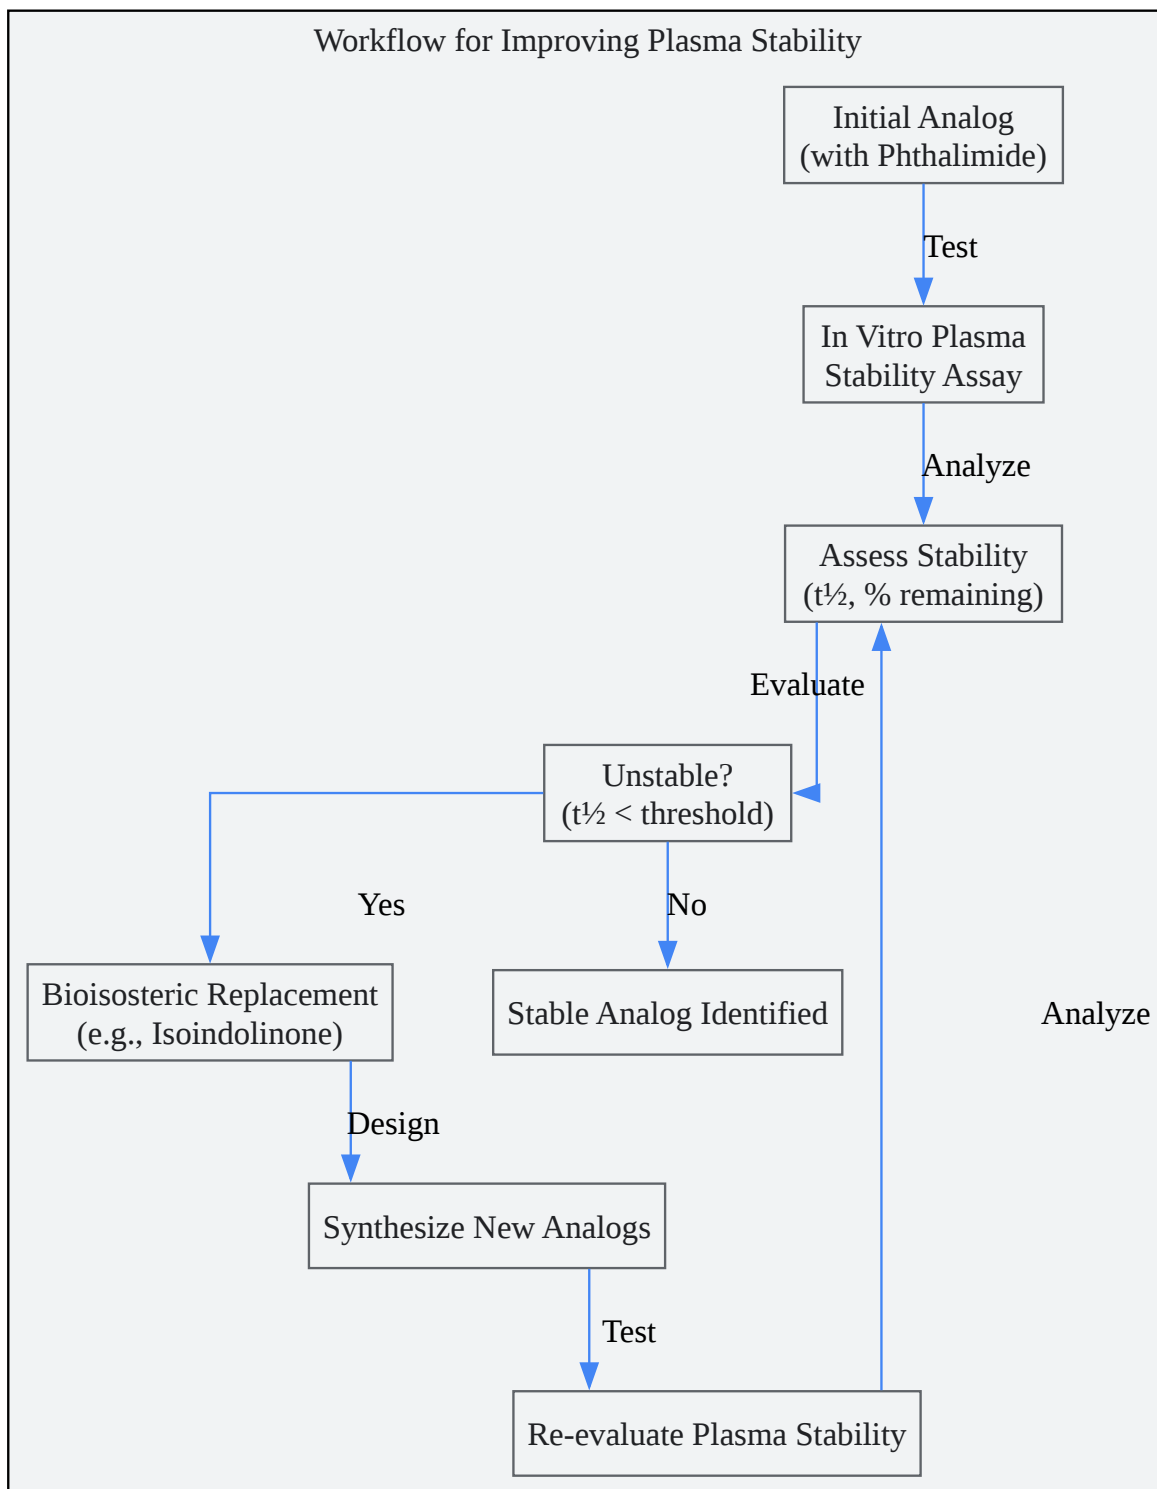 Workflow for Improving Plasma Stability
Initial Analog
(with Phthalimide)
Test
In Vitro Plasma
Stability Assay
Analyze
Assess Stability
(t½, % remaining)
Evaluate
Unstable?
(t½ < threshold)
Yes
No
Bioisosteric Replacement
(e.g., Isoindolinone)
Stable Analog Identified
Analyze
Design
Synthesize New Analogs
Test
Re-evaluate Plasma Stability